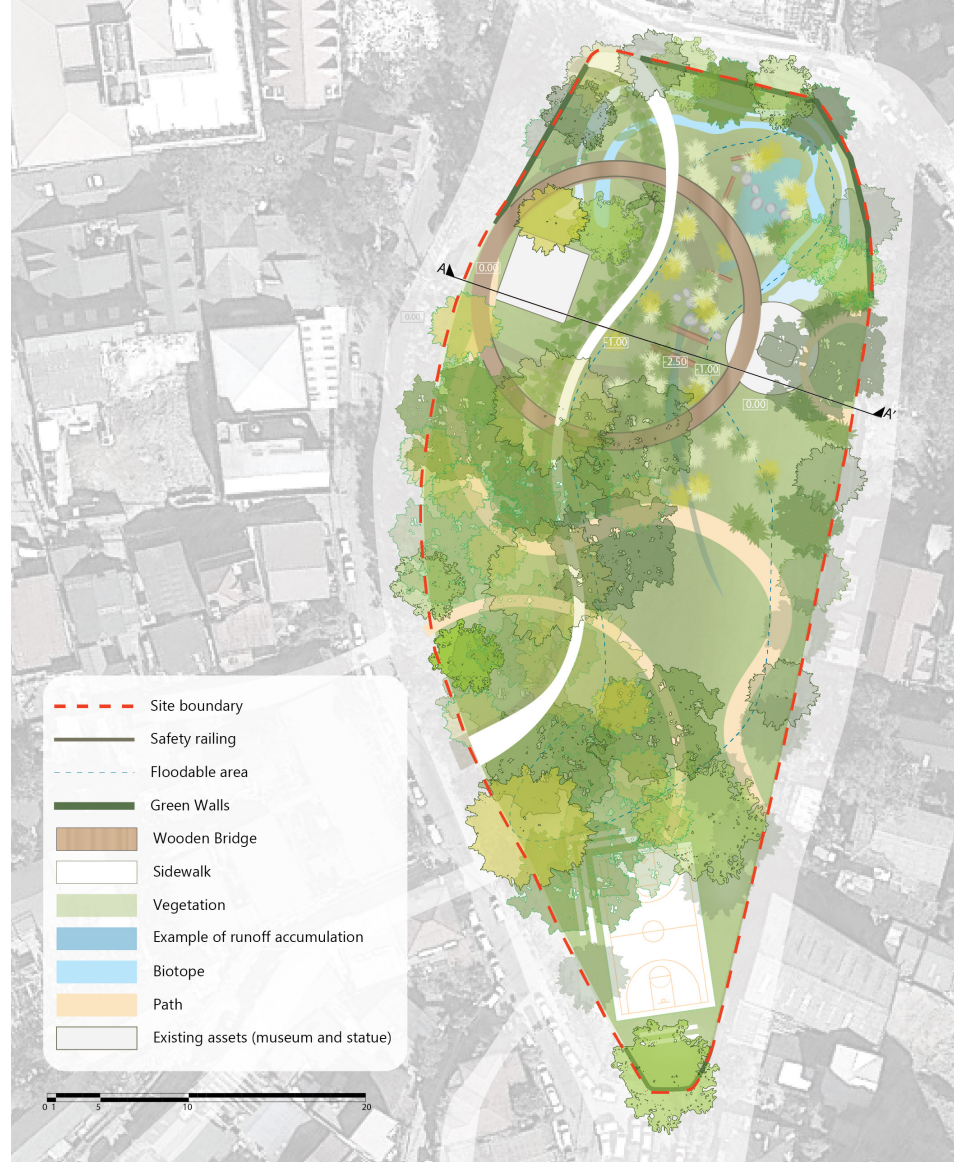 A
0.00
0.00
-1.00
-2.50
-1.00
0.00
A'
Site boundary
Safety railing
Floodable area
Green Walls
Wooden Bridge
Sidewalk
Vegetation
Example of runoff accumulation
Biotope
Path
Existing assets (museum and statue)
0 1 5 10 20